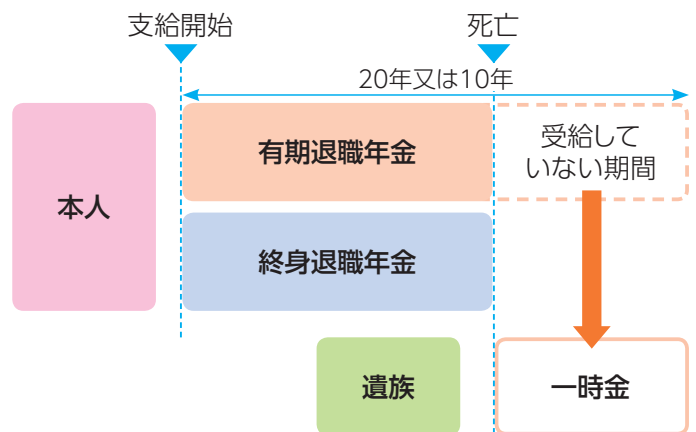 支給開始
死亡
20年又は10年
本人
有期退職年金
受給して
いない期間
終身退職年金
遺族
一時金